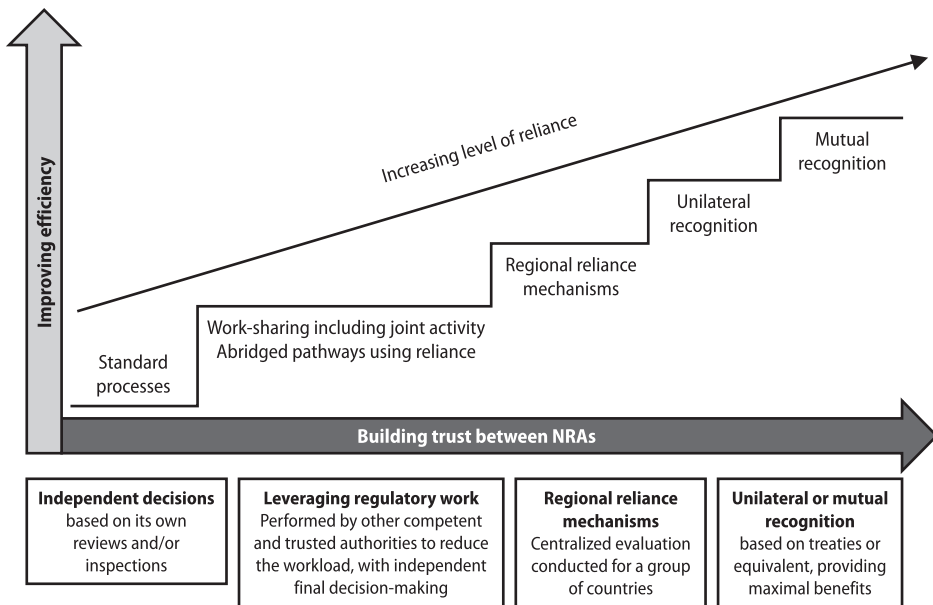 Improving efficiency
Increasing level of reliance
Standard
processes
Work-sharing including joint activity
Abridged pathways using reliance
Regional reliance
mechanisms
Unilateral
recognition
Mutual
recognition
Building trust between NRAs
Independent decisions
based on its own
reviews and/or
inspections
Leveraging regulatory work
Performed by other competent
and trusted authorities to reduce
the workload, with independent
final decision-making
Regional reliance
mechanisms
Centralized evaluation
conducted for a group
of countries
Unilateral or mutual
recognition
based on treaties or
equivalent, providing
maximal benefits